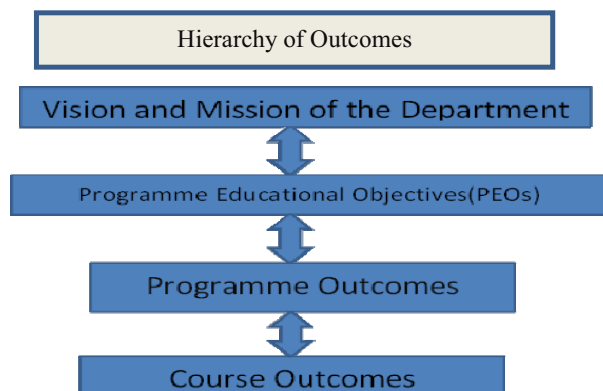 Hierarchy of Outcomes
Vision and Mission of the Department
Programme Educational Objectives(PEOs)
Programme Outcomes
Course Outcomes